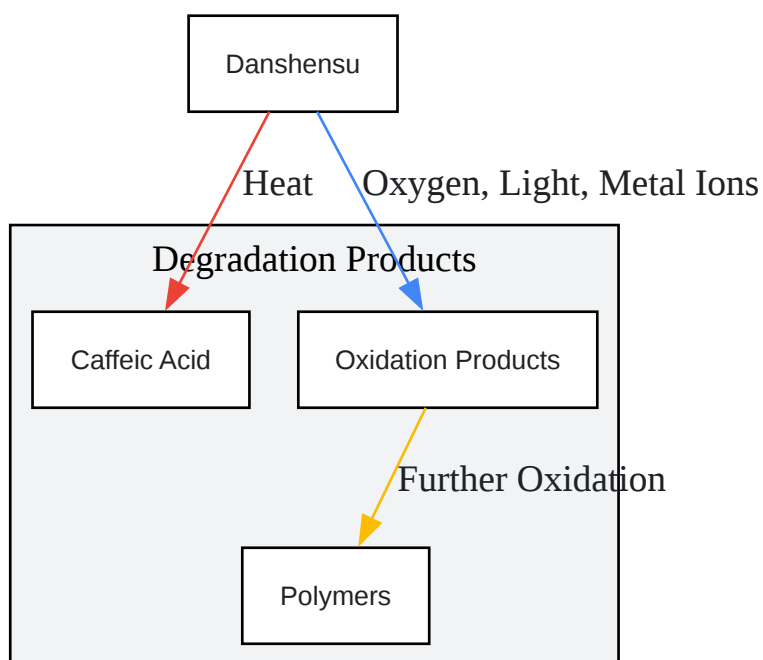 Danshensu
Heat
Oxygen, Light, Metal Ions
Degradation Products
Caffeic Acid
Oxidation Products
Further Oxidation
Polymers